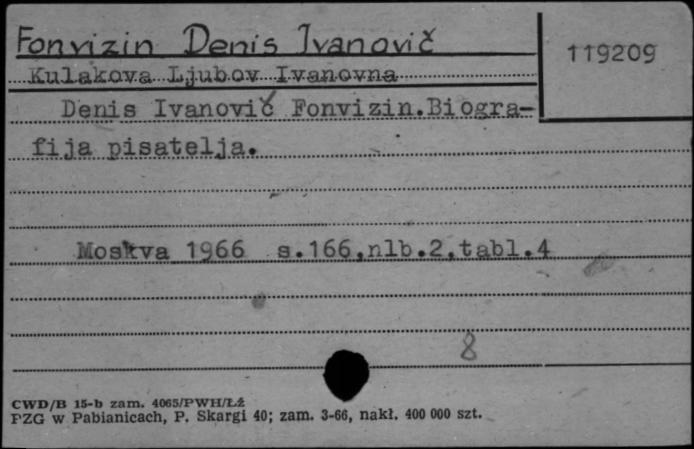 Fonvizin Denis Ivanovič
119209
Kulakova Ljubov Ivanovna
Denis Ivanovič Fonvizin.Biogra-
fija pisatelja.
Moskva 1966 s.166,nlb.2,tabl.4
8
CWD/B 15-b zam. 4065/PWH/Łź
PZG w Pabianicach, P. Skargi 40; zam. 3-66, nakł. 400 000 szt.